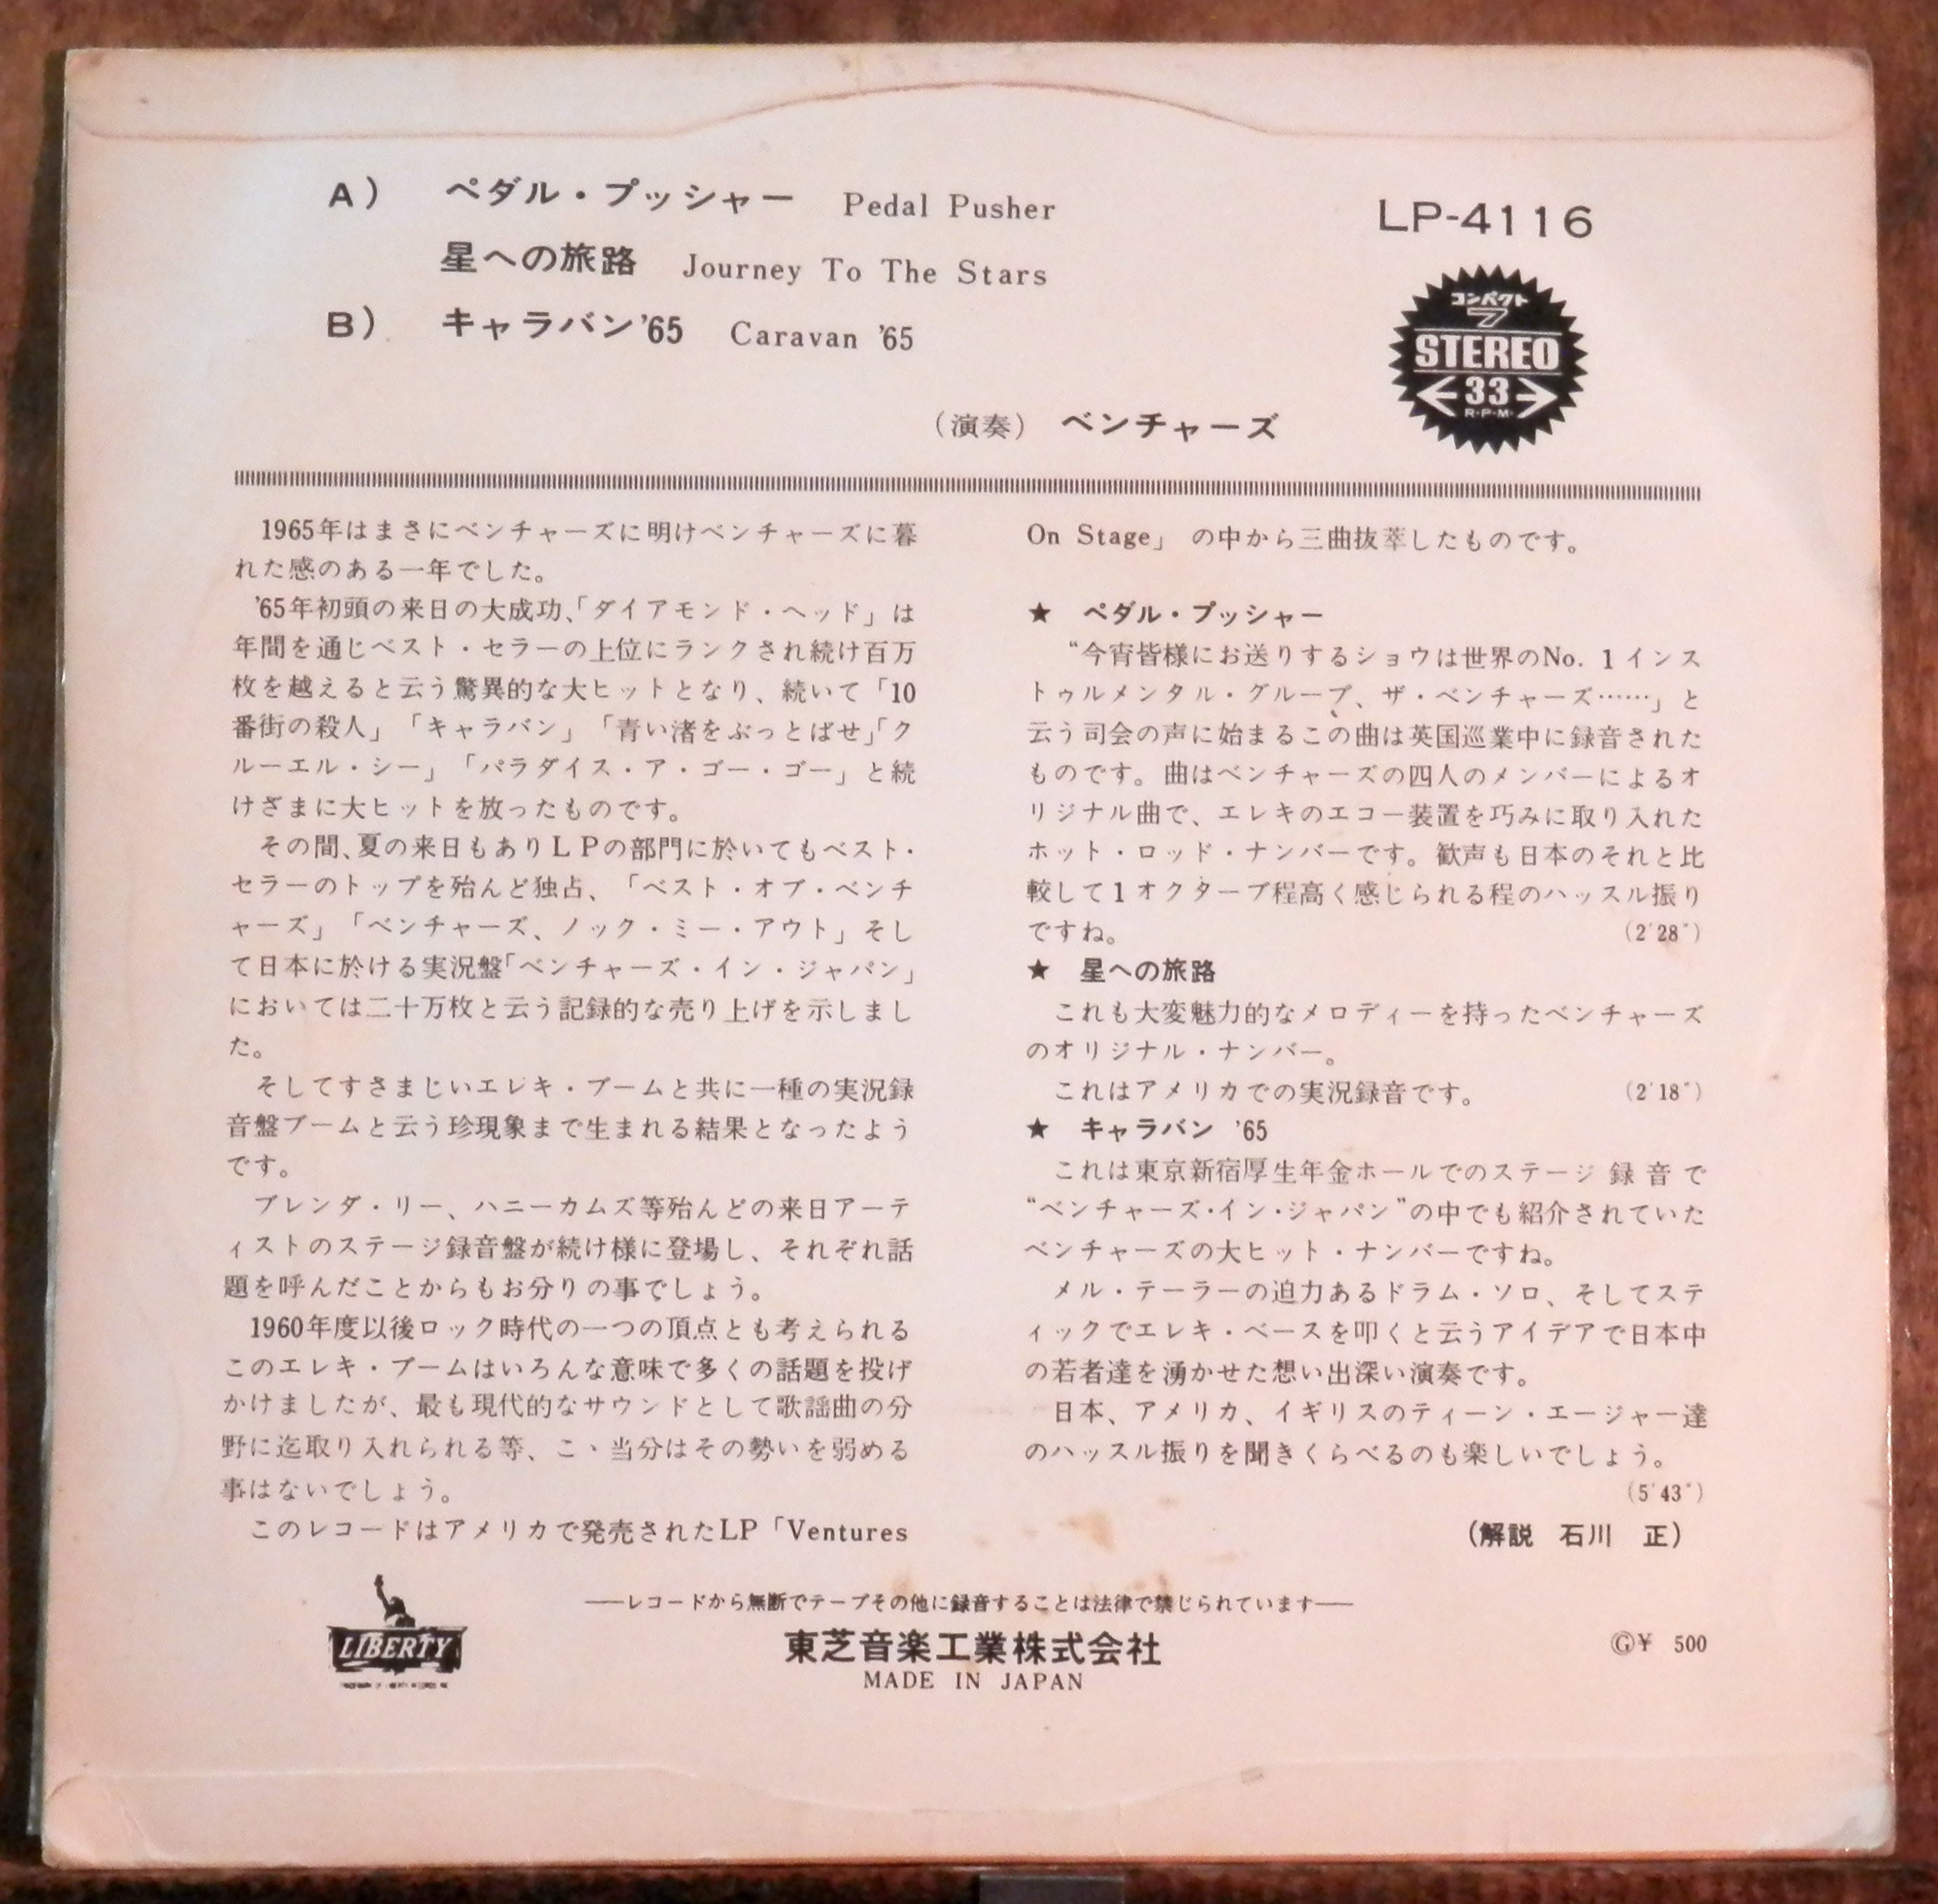 A) ペダル・プッシャー Pedal Pusher
星への旅路 Journey To The Stars
B) キャラバン'65 Caravan '65
(演奏) ベンチャーズ
LP-4116
コンパクト
7
STEREO
33
R・P・M・
1965年はまさにベンチャーズに明けベンチャーズに暮
れた感のある一年でした。
'65年初頭の来日の大成功、「ダイアモンド・ヘッド」は
年間を通じベスト・セラーの上位にランクされ続け百万
枚を越えると云う驚異的な大ヒットとなり、続いて「10
番街の殺人」「キャラバン」「青い渚をぶっとばせ」「ク
ルーエル・シー」「パラダイス・ア・ゴー・ゴー」と続
けざまに大ヒットを放ったものです。
その間、夏の来日もありLPの部門に於いてもベスト・
セラーのトップを殆んど独占、「ベスト・オブ・ベンチ
ャーズ」「ベンチャーズ、ノック・ミー・アウト」そし
て日本に於ける実況盤「ベンチャーズ・イン・ジャパン」
においては二十万枚と云う記録的な売り上げを示しまし
た。
そしてすさまじいエレキ・ブームと共に一種の実況録
音盤ブームと云う珍現象まで生まれる結果となったよう
です。
ブレンダ・リー、ハニーカムズ等殆んどの来日アーテ
ィストのステージ録音盤が続け様に登場し、それぞれ話
題を呼んだことからもお分りの事でしょう。
1960年度以後ロック時代の一つの頂点とも考えられる
このエレキ・ブームはいろんな意味で多くの話題を投げ
かけましたが、最も現代的なサウンドとして歌謡曲の分
野に迄取り入れられる等、こゝ当分はその勢いを弱める
事はないでしょう。
このレコードはアメリカで発売されたLP「Ventures
On Stage」 の中から三曲抜萃したものです。
★ ペダル・プッシャー
“今宵皆様にお送りするショウは世界のNo. 1インス
トゥルメンタル・グループ、ザ・ベンチャーズ……」と
云う司会の声に始まるこの曲は英国巡業中に録音された
ものです。曲はベンチャーズの四人のメンバーによるオ
リジナル曲で、エレキのエコー装置を巧みに取り入れた
ホット・ロッド・ナンバーです。歓声も日本のそれと比
較して1オクターブ程高く感じられる程のハッスル振り
ですね。 (2′28″)
★ 星への旅路
これも大変魅力的なメロディーを持ったベンチャーズ
のオリジナル・ナンバー。
これはアメリカでの実況録音です。 (2′18″)
★ キャラバン '65
これは東京新宿厚生年金ホールでのステージ録音で
“ベンチャーズ・イン・ジャパン”の中でも紹介されていた
ベンチャーズの大ヒット・ナンバーですね。
メル・テーラーの迫力あるドラム・ソロ、そしてステ
ィックでエレキ・ベースを叩くと云うアイデアで日本中
の若者達を湧かせた想い出深い演奏です。
日本、アメリカ、イギリスのティーン・エージャー達
のハッスル振りを聞きくらべるのも楽しいでしょう。
(5′43″)
(解説 石川 正)
——レコードから無断でテープその他に録音することは法律で禁じられています——
LIBERTY
東芝音楽工業株式会社
MADE IN JAPAN
Ⓖ¥ 500